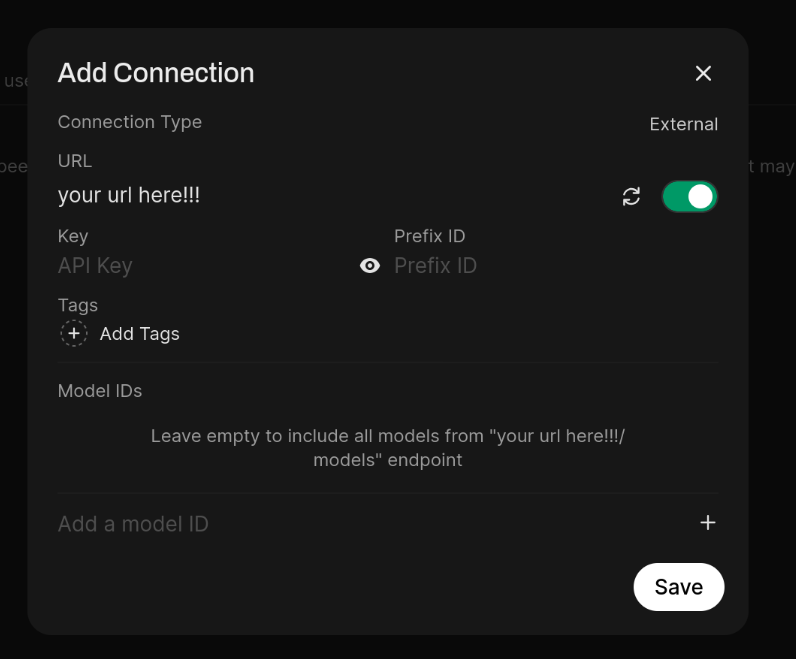 Add Connection
Connection Type
External
URL
your url here!!!
Key
Prefix ID
API Key
Prefix ID
Tags
Add Tags
Model IDs
Leave empty to include all models from "your url here!!!/
models" endpoint
Add a model ID
Save
t may